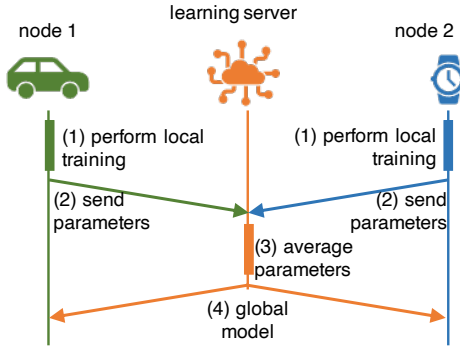 learning server
node 1
node 2
(1) perform local
training
(1) perform local
training
(2) send
parameters
(2) send
parameters
(3) average
parameters
(4) global
model